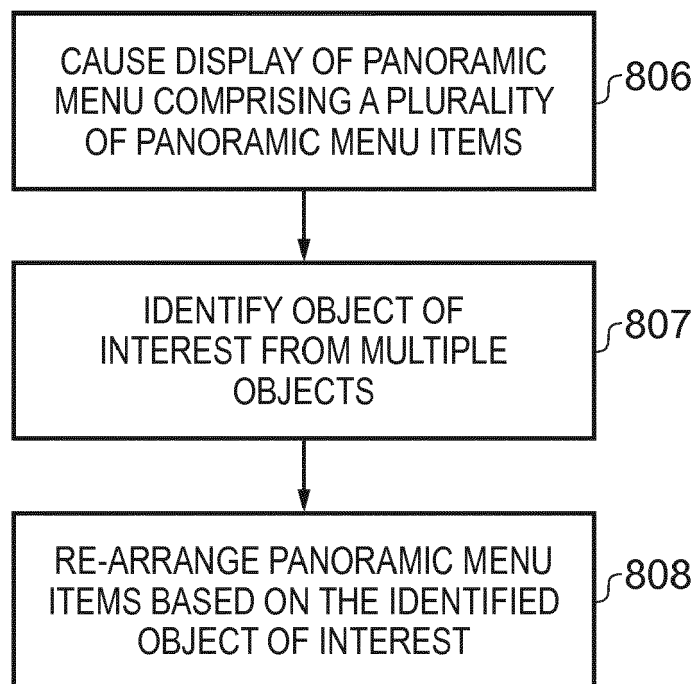 CAUSE DISPLAY OF PANORAMIC
MENU COMPRISING A PLURALITY
OF PANORAMIC MENU ITEMS
806
IDENTIFY OBJECT OF
INTEREST FROM MULTIPLE
OBJECTS
807
RE-ARRANGE PANORAMIC MENU
ITEMS BASED ON THE IDENTIFIED
OBJECT OF INTEREST
808